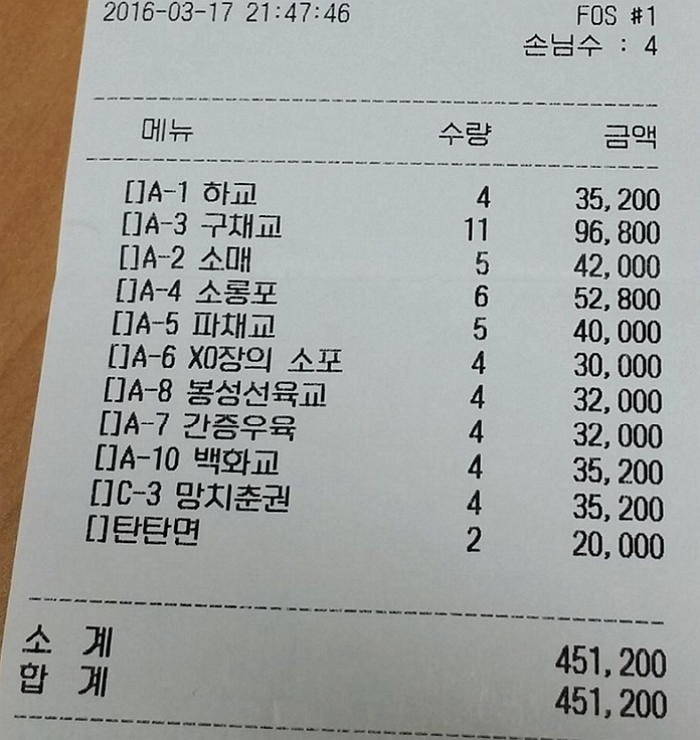 2016-03-17 21:47:46 FOS #1
손님수 : 4
메뉴 수량 금액
[]A-1 하교 4 35,200
[]A-3 구채교 11 96,800
[]A-2 소매 5 42,000
[]A-4 소롱포 6 52,800
[]A-5 파채교 5 40,000
[]A-6 XO장의 소포 4 30,000
[]A-8 봉성선육교 4 32,000
[]A-7 간증우육 4 32,000
[]A-10 백화교 4 35,200
[]C-3 망치춘권 4 35,200
[]탄탄면 2 20,000
소 계 451,200
합 계 451,200